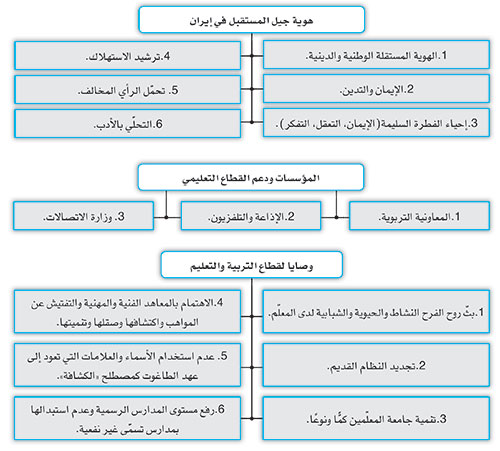 هوية جيل المستقبل في إيران
1. الهوية المستقلة الوطنية والدينية.
4. ترشيد الاستهلاك.
2. الإيمان والتدين.
5. تحمّل الرأي المخالف.
3. إحياء الفطرة السليمة (الإيمان، التعقل، التفكر).
6. التحلّي بالأدب.
المؤسسات ودعم القطاع التعليمي
1. المعاونية التربوية.
2. الإذاعة والتلفزيون.
3. وزارة الاتصالات.
وصايا لقطاع التربية والتعليم
1. بثّ روح الفرح النشاط والحيوية والشبابية لدى المعلّم.
4. الاهتمام بالمعاهد الفنية والمهنية والتفتيش عن
المواهب واكتشافها وصقلها وتقميتها.
2. تجديد النظام القديم.
5. عدم استخدام الأسماء والعلامات التي تعود إلى
عهد الطاغوت كمصطلح «الكشافة».
3. تقمية جامعة المعلّمين كمًّا ونوعًا.
6. رفع مستوى المدارس الرسمية وعدم استبدالها
بمدارس تسمّى غير نفعية.